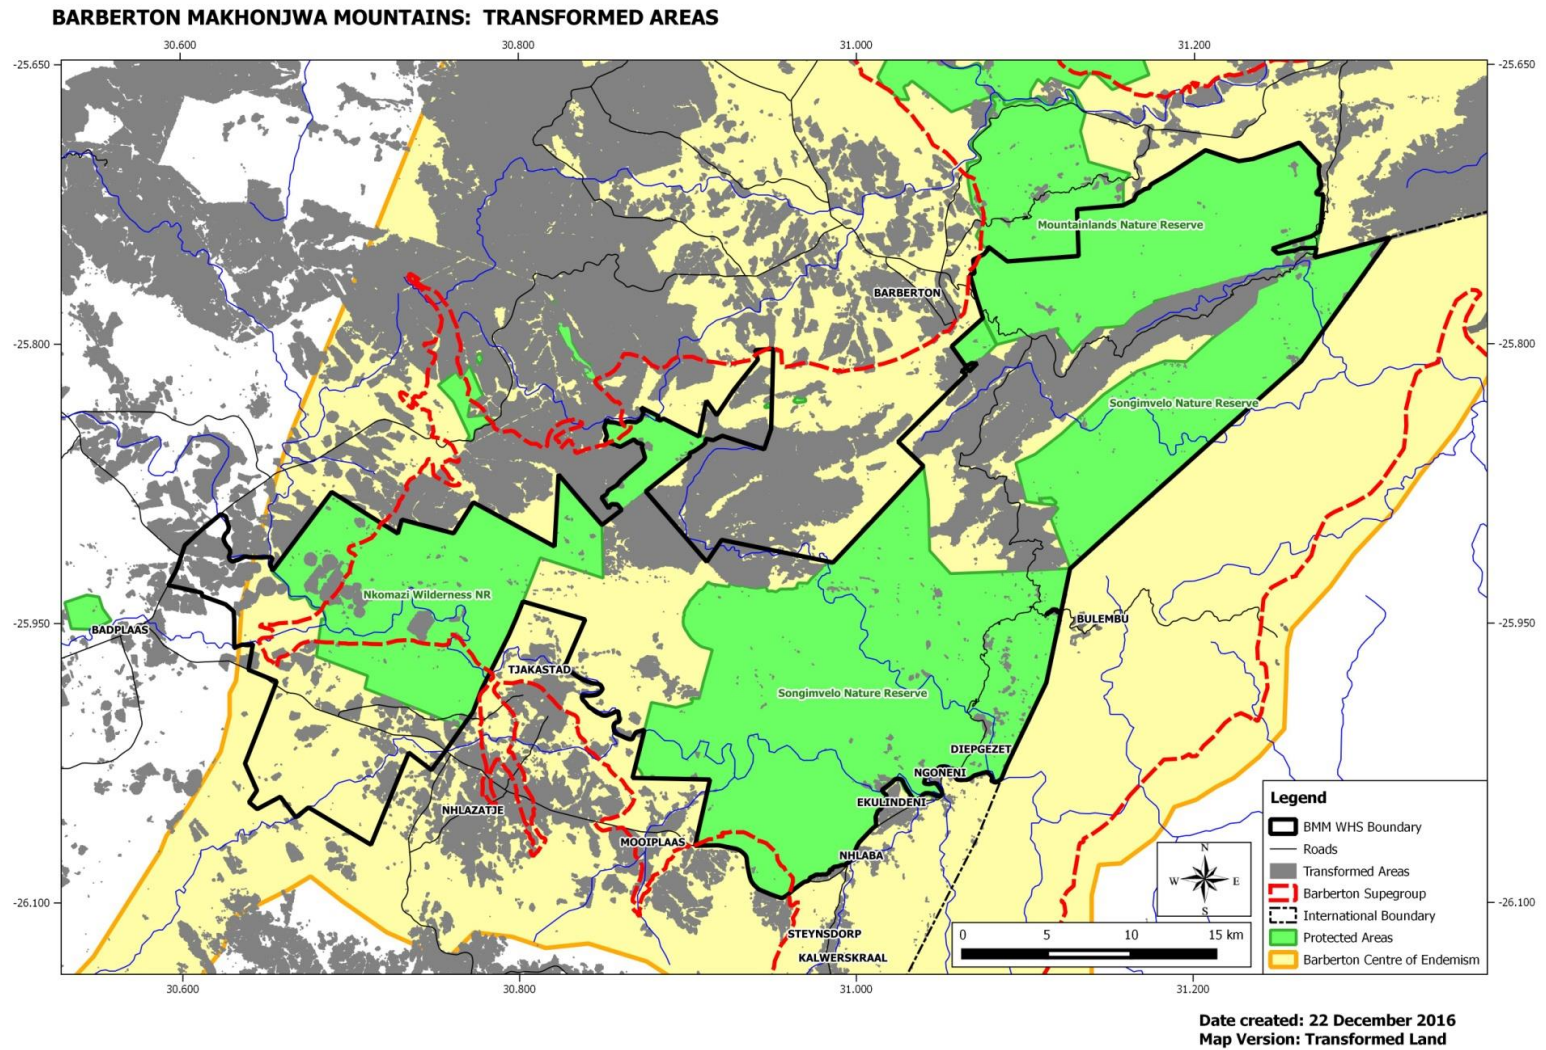 BARBERTON MAKHONJWA MOUNTAINS: TRANSFORMED AREAS
30.600 30.800 31.000 31.200
-25.650 -25.650
Mountainlands Nature Reserve
BARBERTON
-25.800 -25.800
Songimvelo Nature Reserve
Nkomazi Wilderness NR
BADPLAAS
-25.950 -25.950
BULEMBU
TJAKASTAD
Songimvelo Nature Reserve
DIEPGEZET
NGONENI
EKULINDENI
NHLAZATJE
MOOIPLAAS
NHLABA
STEYNSDORP
KALWERSKRAAL
Legend
BMM WHS Boundary
Roads
Transformed Areas
Barberton Supegroup
International Boundary
Protected Areas
Barberton Centre of Endemism
N
W E
S
0 5 10 15 km
-26.100 -26.100
30.600 30.800 31.000 31.200
Date created: 22 December 2016
Map Version: Transformed Land